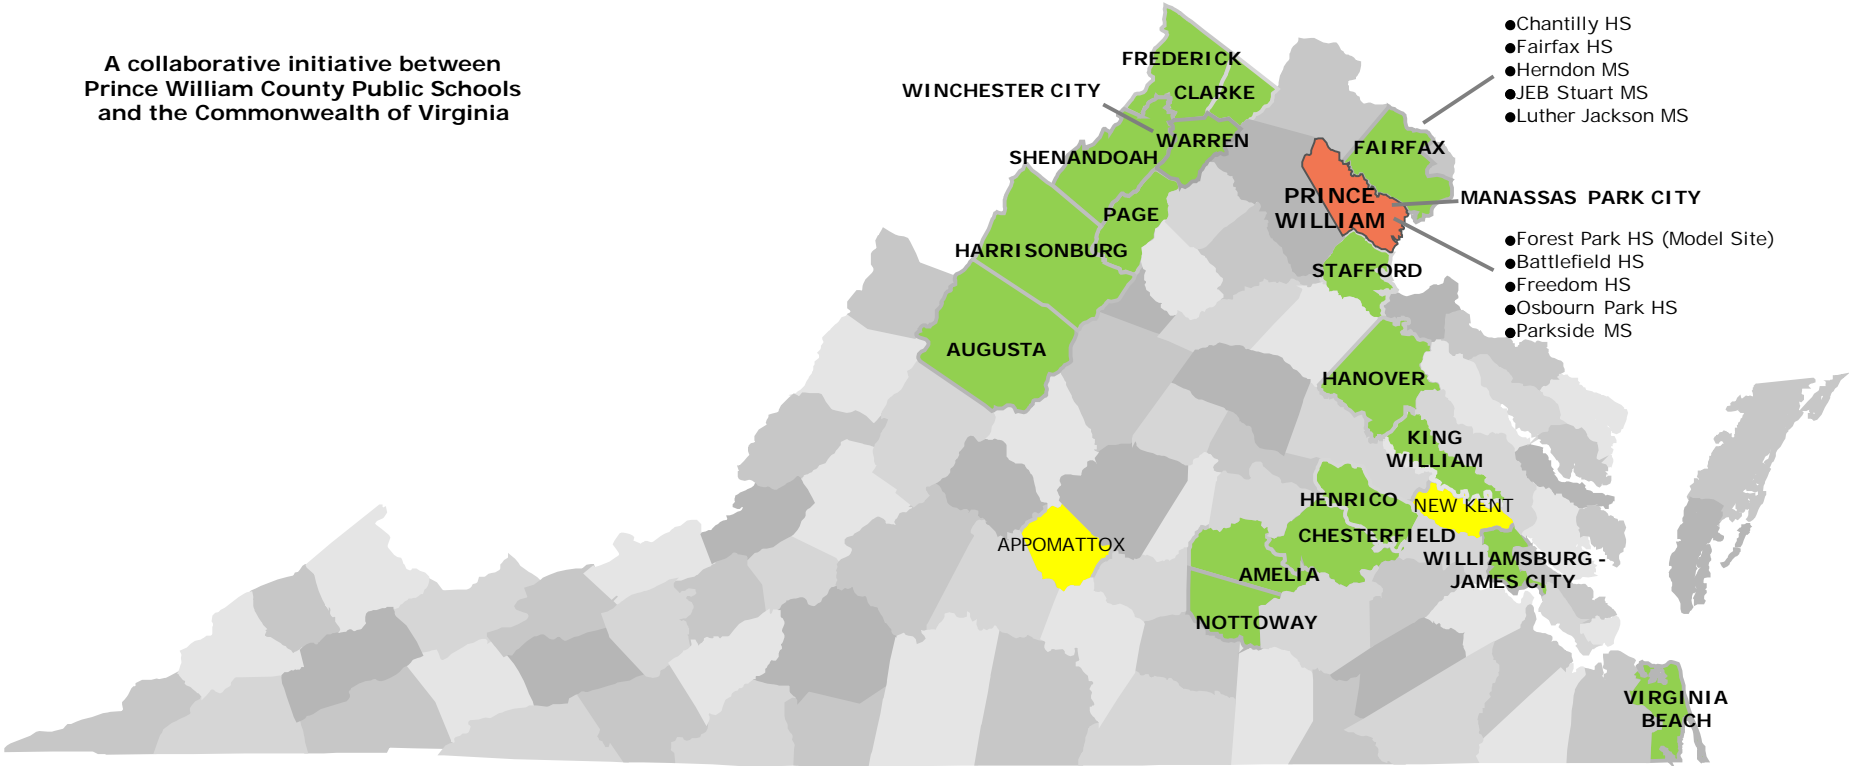 A collaborative initiative between
Prince William County Public Schools
and the Commonwealth of Virginia
●Chantilly HS
●Fairfax HS
●Herndon MS
●JEB Stuart MS
●Luther Jackson MS
FREDERICK
WINCHESTER CITY
CLARKE
WARREN
SHENANDOAH
FAIRFAX
PRINCE
WILLIAM
MANASSAS PARK CITY
PAGE
●Forest Park HS (Model Site)
●Battlefield HS
●Freedom HS
●Osbourn Park HS
●Parkside MS
HARRISONBURG
STAFFORD
AUGUSTA
HANOVER
KING
WILLIAM
HENRICO
NEW KENT
CHESTERFIELD
APPOMATTOX
WILLIAMSBURG -
JAMES CITY
AMELIA
NOTTOWAY
VIRGINIA
BEACH